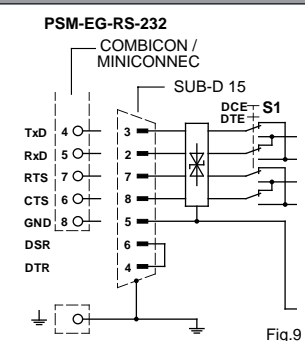 PSM-EG-RS-232
COMBICON /
MINICONNEC
SUB-D 15
DCE S1
DTE
TxD 4 3
RxD 5 2
RTS 7 7
CTS 6 8
GND 8 5
DSR 6
DTR 4
Fig.9